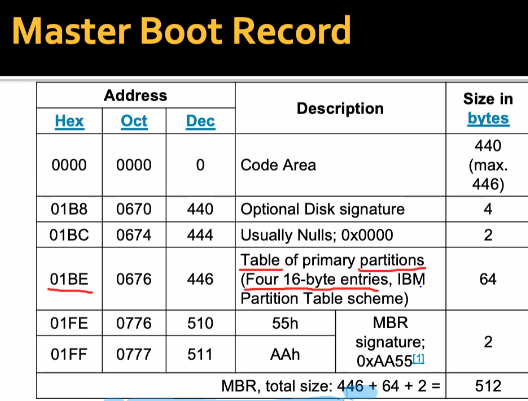 Master Boot Record
Address
Description
Size in
bytes
Hex
Oct
Dec
0000 0000 0 Code Area 440
(max.
446)
01B8 0670 440 Optional Disk signature 4
01BC 0674 444 Usually Nulls; 0x0000 2
01BE 0676 446 Table of primary partitions
(Four 16-byte entries, IBM
Partition Table scheme)
64
01FE 0776 510 55h
01FF 0777 511 AAh
MBR
signature;
0xAA55[1]
2
MBR, total size: 446 + 64 + 2 = 512